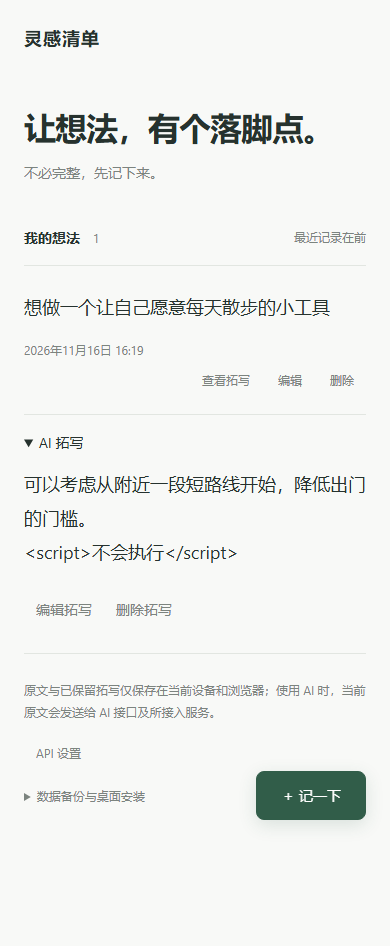 灵感清单
让想法，有个落脚点。
不必完整，先记下来。
我的想法 1 最近记录在前
想做一个让自己愿意每天散步的小工具
2026年11月16日 16:19
查看拓写 编辑 删除
▼ AI 拓写
可以考虑从附近一段短路线开始，降低出门
的门槛。
<script>不会执行</script>
编辑拓写 删除拓写
原文与已保留拓写仅保存在当前设备和浏览器；使用 AI 时，当前
原文会发送给 AI 接口及所接入服务。
API 设置
▶ 数据备份与桌面安装
+ 记一下